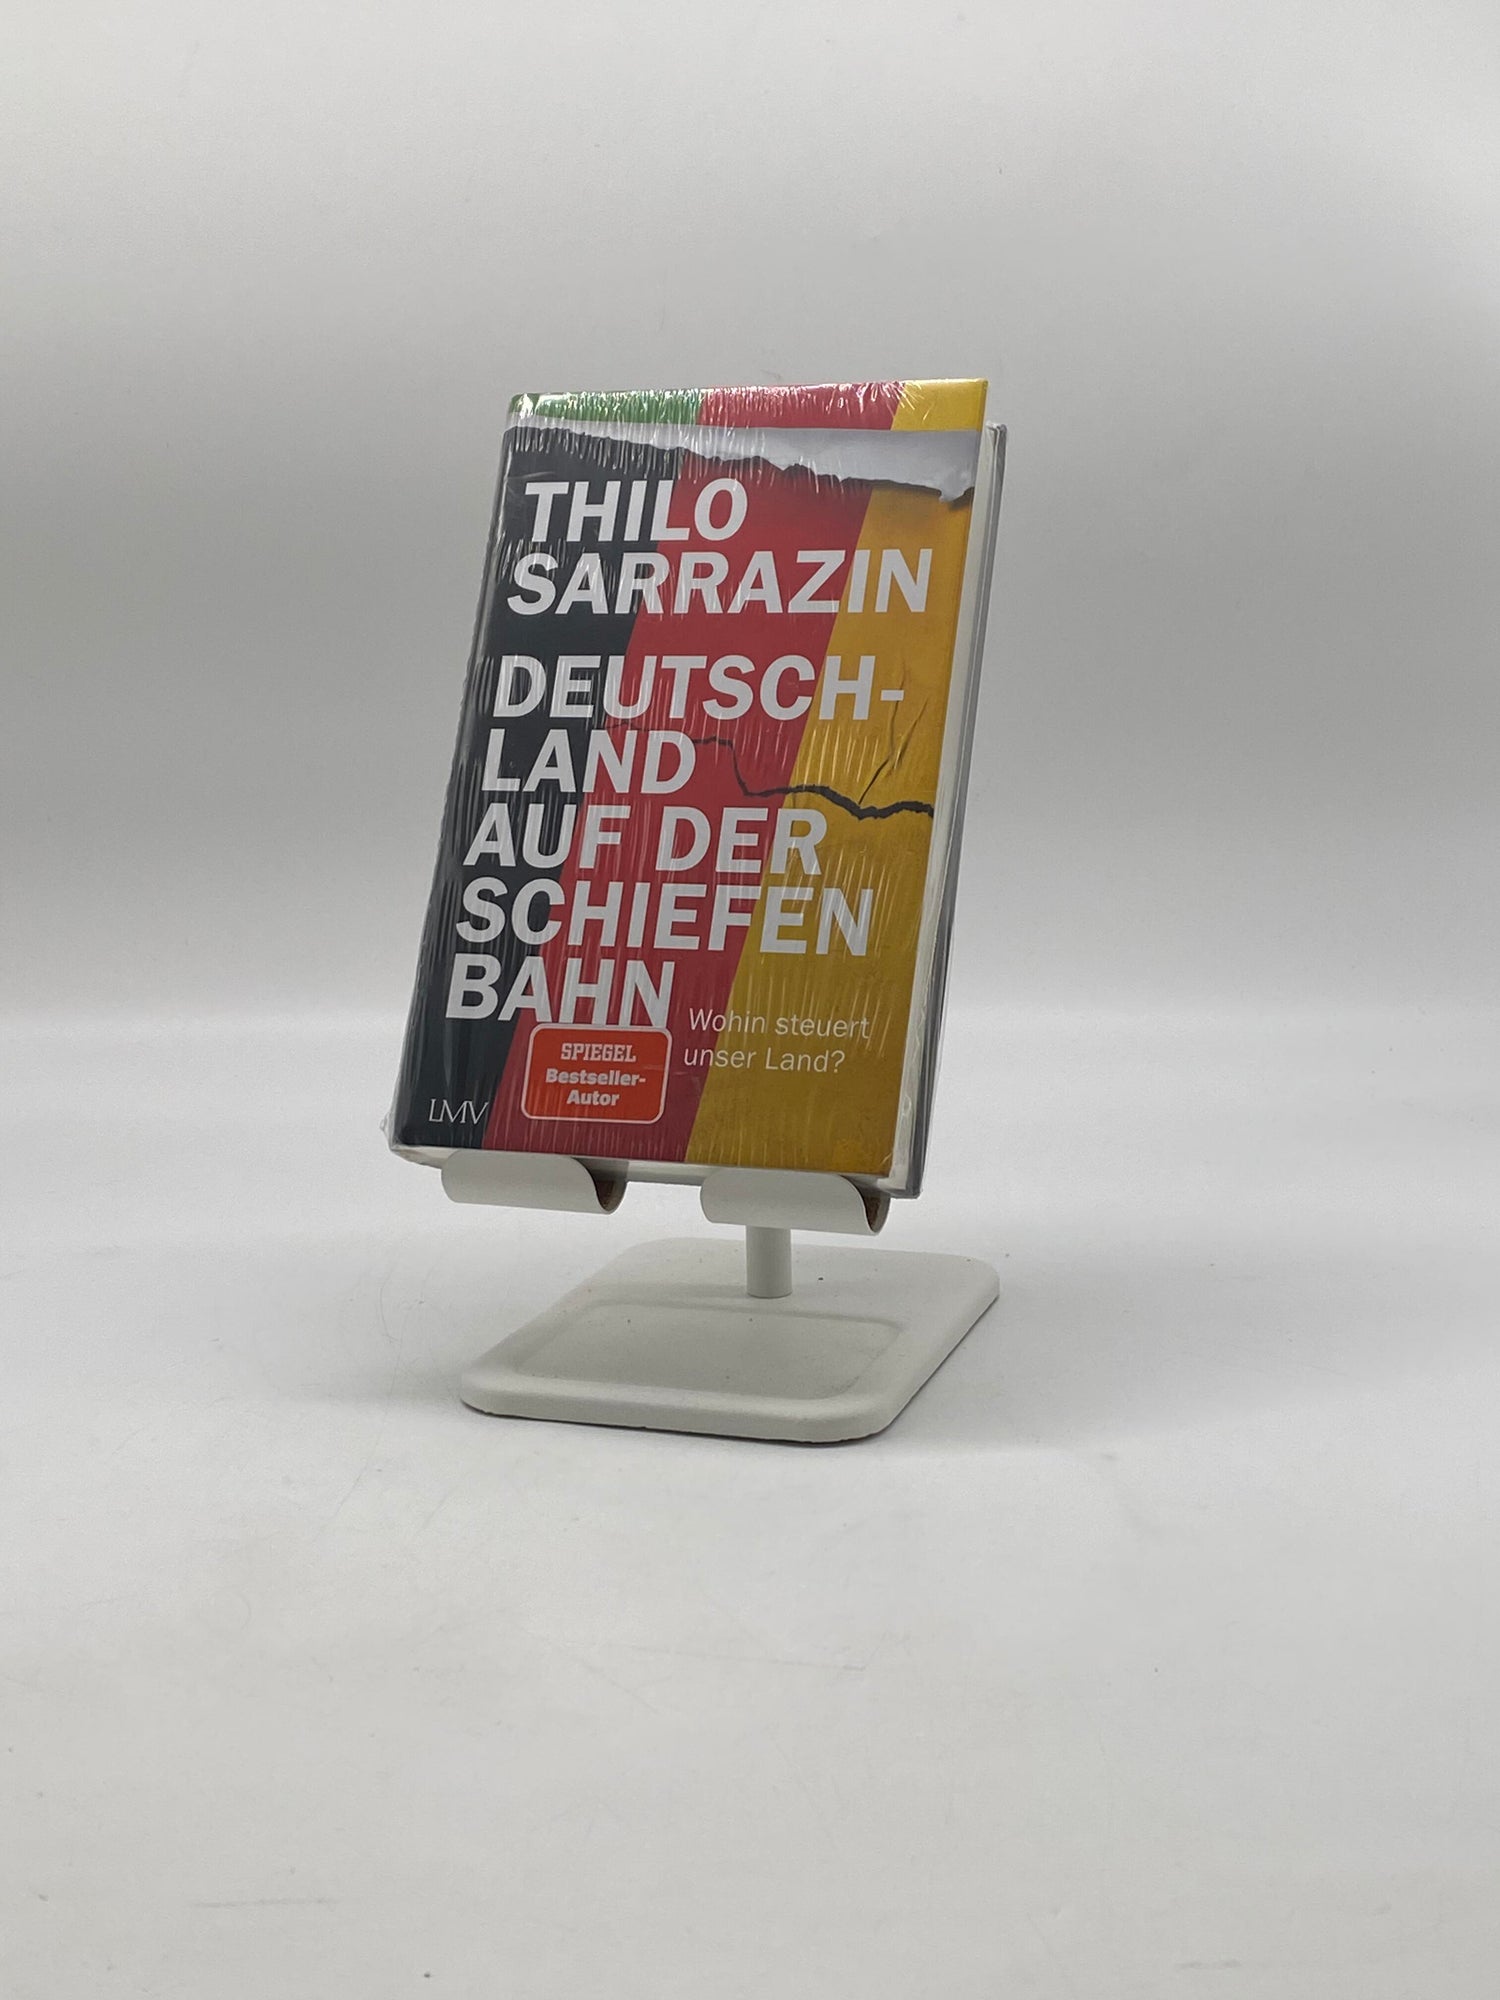 THILO
SARRAZIN
DEUTSCH-
LAND
AUF DER
SCHIEFEN
BAHN
Wohin steuert
unser Land?
SPIEGEL
Bestseller-
Autor
LMV